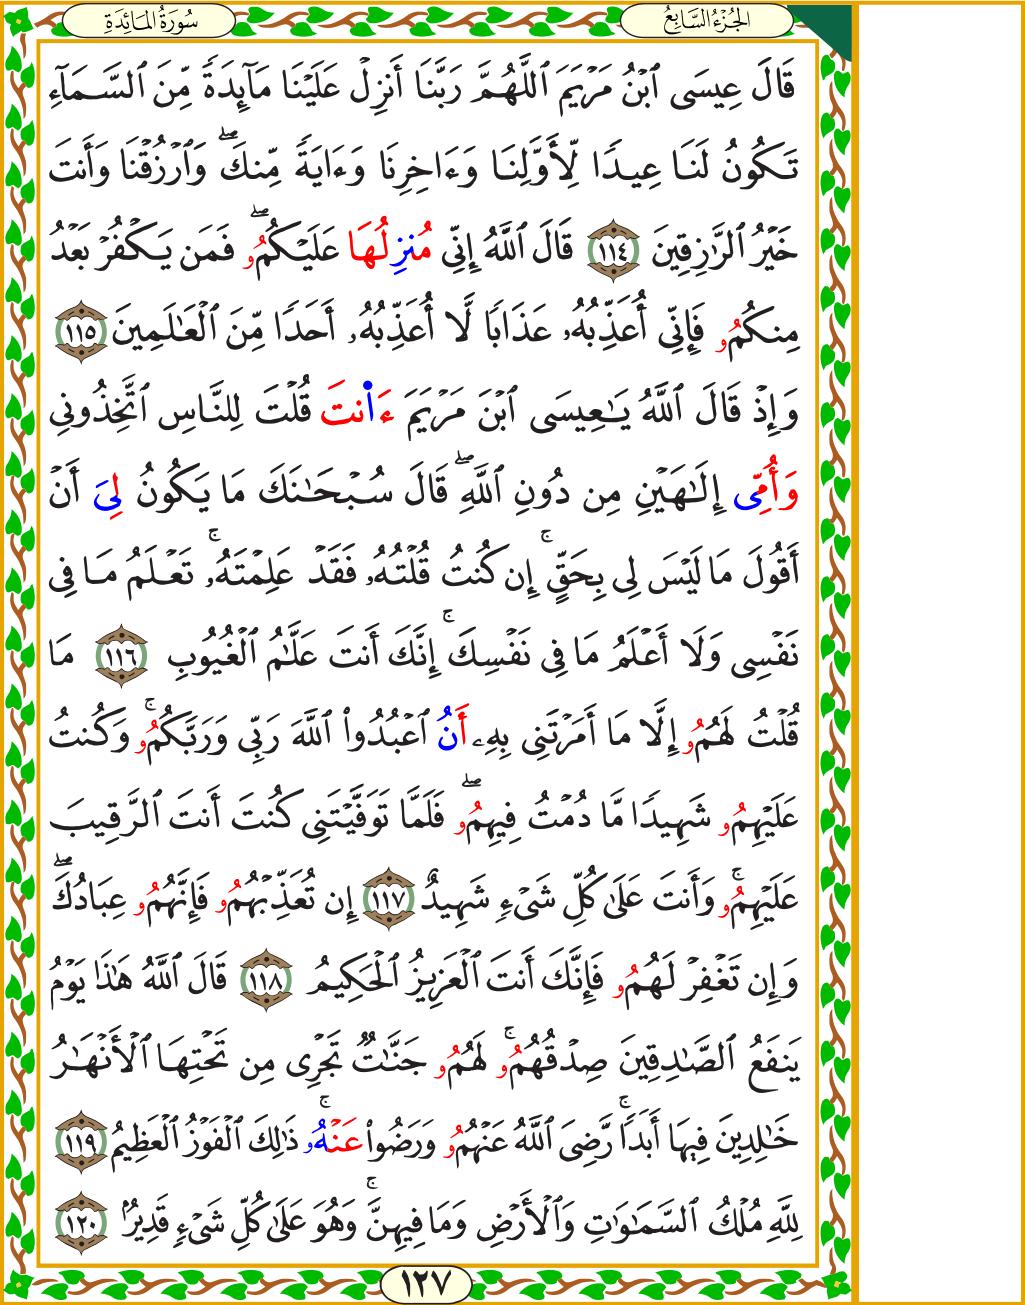 الجُزْءُ السَّابِعُ
سُورَةُ المَائِدَةِ
قَالَ عِيسَى ٱبْنُ مَرْيَمَ ٱللَّهُمَّ رَبَّنَا أَنزِلْ عَلَيْنَا مَآئِدَةً مِّنَ ٱلسَّمَآءِ
تَكُونُ لَنَا عِيدًا لِّأَوَّلِنَا وَءَاخِرِنَا وَءَايَةً مِّنكَ ۖ وَٱرْزُقْنَا وَأَنتَ
خَيْرُ ٱلرَّٰزِقِينَ ١١٤ قَالَ ٱللَّهُ إِنِّى مُنزِلُهَا عَلَيْكُمُۥ ۖ فَمَن يَكْفُرْ بَعْدُ
مِنكُمُۥ فَإِنِّى أُعَذِّبُهُۥ عَذَابًا لَّا أُعَذِّبُهُۥ أَحَدًا مِّنَ ٱلْعَٰلَمِينَ ١١٥
وَإِذْ قَالَ ٱللَّهُ يَٰعِيسَى ٱبْنَ مَرْيَمَ ءَا۬نتَ قُلْتَ لِلنَّاسِ ٱتَّخِذُونِى
وَأُمِّى إِلَٰهَيْنِ مِن دُونِ ٱللَّهِ ۖ قَالَ سُبْحَٰنَكَ مَا يَكُونُ لِىَ أَنْ
أَقُولَ مَا لَيْسَ لِى بِحَقٍّ ۚ إِن كُنتُ قُلْتُهُۥ فَقَدْ عَلِمْتَهُۥ ۚ تَعْلَمُ مَا فِى
نَفْسِى وَلَا أَعْلَمُ مَا فِى نَفْسِكَ ۚ إِنَّكَ أَنتَ عَلَّٰمُ ٱلْغُيُوبِ ١١٦ مَا
قُلْتُ لَهُمُۥ إِلَّا مَا أَمَرْتَنِى بِهِۦ أَنُ ٱعْبُدُوا۟ ٱللَّهَ رَبِّى وَرَبَّكُمُۥ ۚ وَكُنتُ
عَلَيْهِمُۥ شَهِيدًا مَّا دُمْتُ فِيهِمُۥ ۖ فَلَمَّا تَوَفَّيْتَنِى كُنتَ أَنتَ ٱلرَّقِيبَ
عَلَيْهِمُۥ ۚ وَأَنتَ عَلَىٰ كُلِّ شَىْءٍ شَهِيدٌ ١١٧ إِن تُعَذِّبْهُمُۥ فَإِنَّهُمُۥ عِبَادُكَ ۖ
وَإِن تَغْفِرْ لَهُمُۥ فَإِنَّكَ أَنتَ ٱلْعَزِيزُ ٱلْحَكِيمُ ١١٨ قَالَ ٱللَّهُ هَٰذَا يَوْمُ
يَنفَعُ ٱلصَّٰدِقِينَ صِدْقُهُمُۥ ۚ لَهُمُۥ جَنَّٰتٌ تَجْرِى مِن تَحْتِهَا ٱلْأَنْهَٰرُ
خَٰلِدِينَ فِيهَا أَبَدًا ۚ رَّضِىَ ٱللَّهُ عَنْهُمُۥ وَرَضُوا۟ عَنْهُۥ ۚ ذَٰلِكَ ٱلْفَوْزُ ٱلْعَظِيمُ ١١٩
لِلَّهِ مُلْكُ ٱلسَّمَٰوَٰتِ وَٱلْأَرْضِ وَمَا فِيهِنَّ ۚ وَهُوَ عَلَىٰ كُلِّ شَىْءٍ قَدِيرٌۢ ١٢٠
١٢٧